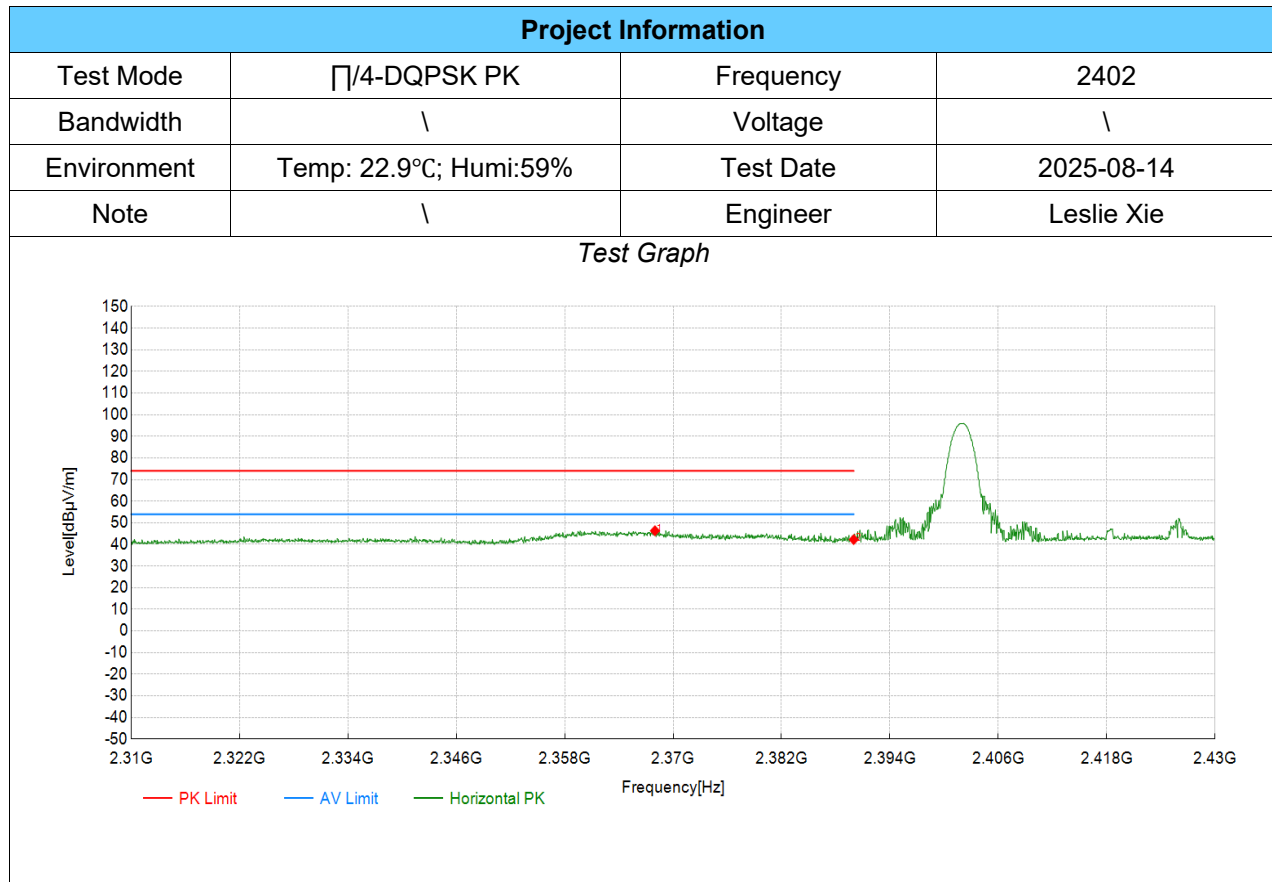 Project Information
Test Mode ∏/4-DQPSK PK Frequency 2402
Bandwidth \ Voltage \
Environment Temp: 22.9℃; Humi:59% Test Date 2025-08-14
Note \ Engineer Leslie Xie
Test Graph
150
140
130
120
110
100
90
80
70
60
50
40
30
20
10
0
-10
-20
-30
-40
-50
Level[dBμV/m]
2.31G 2.322G 2.334G 2.346G 2.358G 2.37G 2.382G 2.394G 2.406G 2.418G 2.43G
Frequency[Hz]
PK Limit AV Limit Horizontal PK